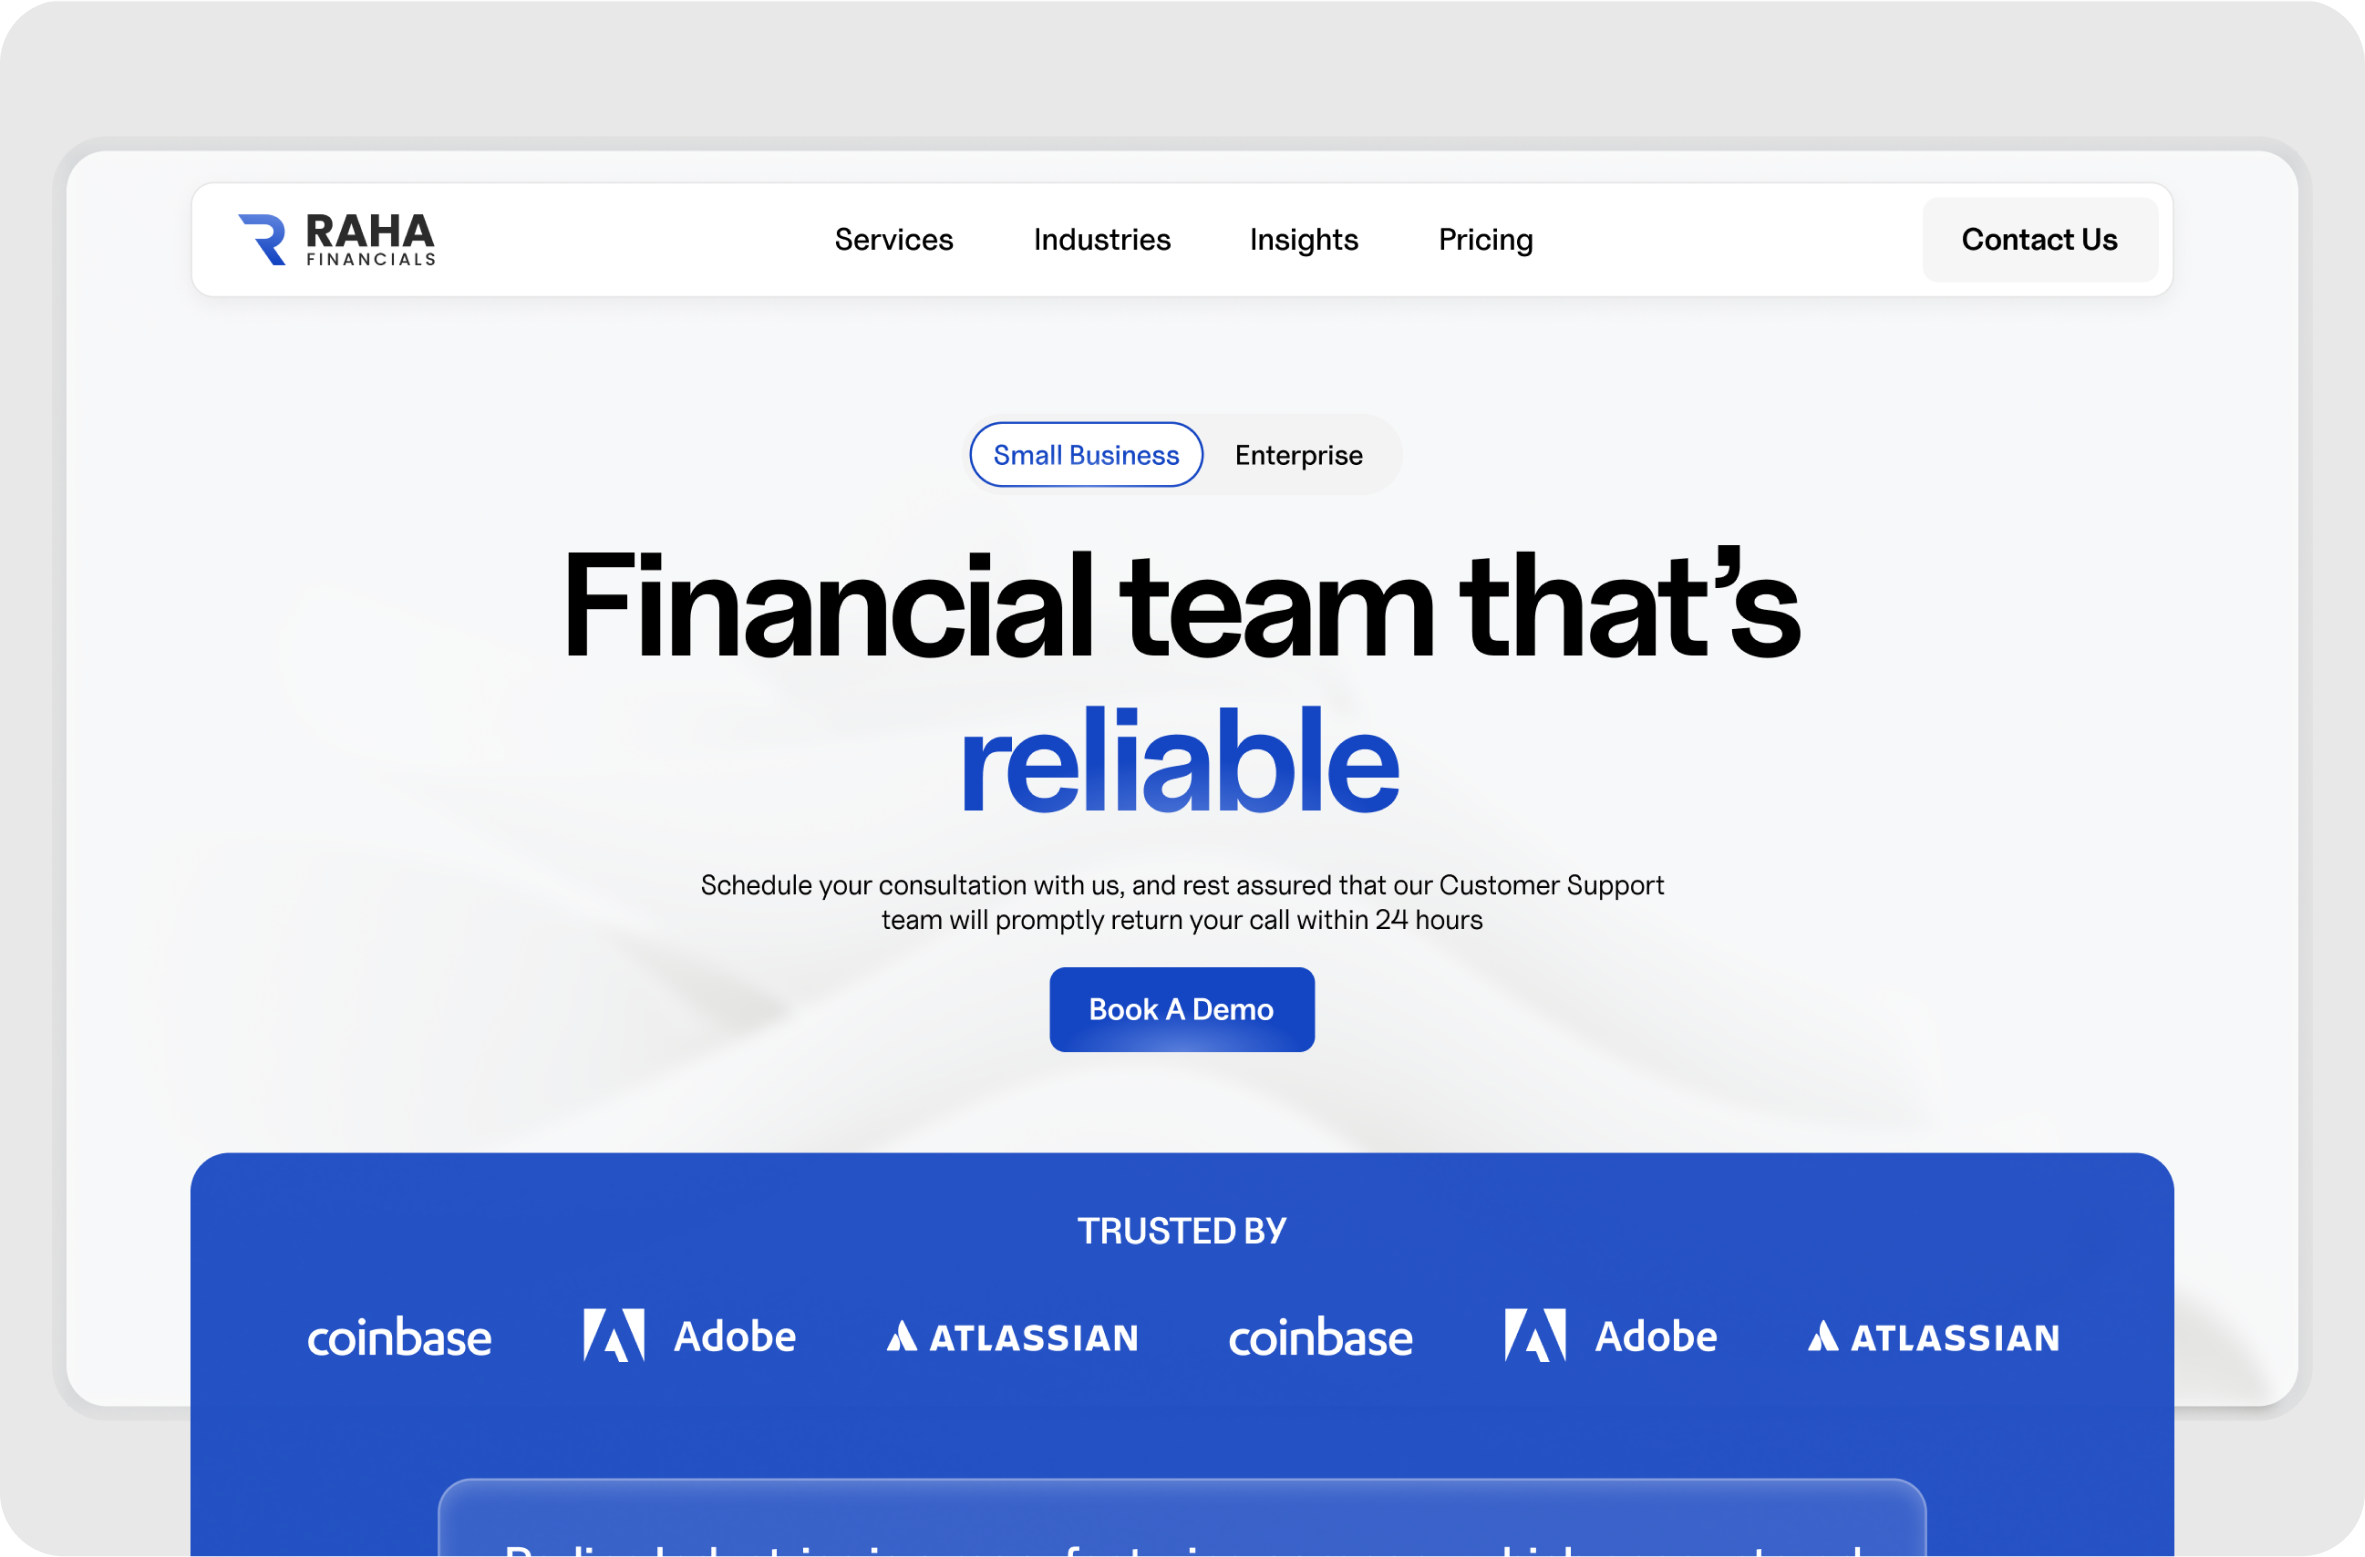 RAHA
FINANCIALS
Services
Industries
Insights
Pricing
Contact Us
Small Business
Enterprise
Financial team that’s
reliable
Schedule your consultation with us, and rest assured that our Customer Support
team will promptly return your call within 24 hours
Book A Demo
TRUSTED BY
coinbase
Adobe
ATLASSIAN
coinbase
Adobe
ATLASSIAN